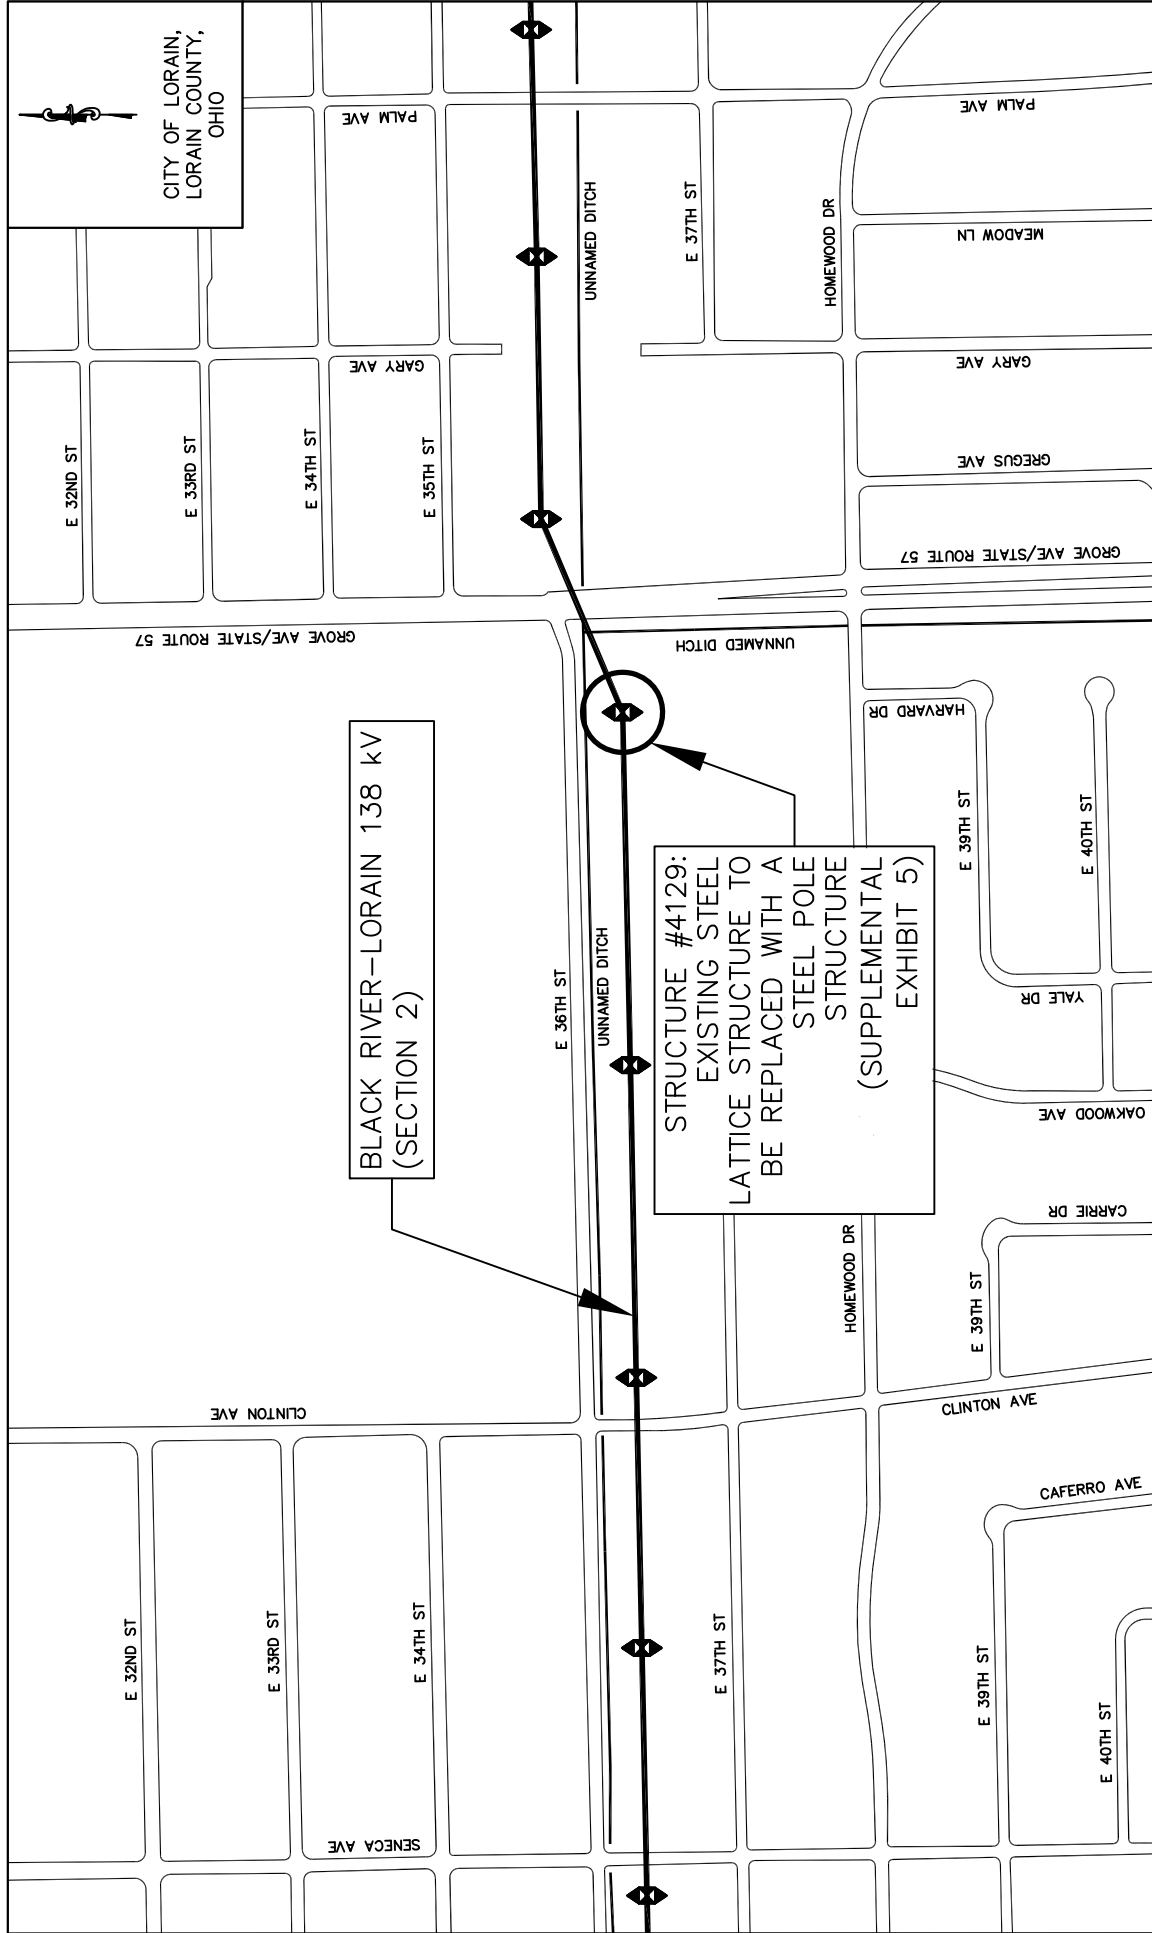 CITY OF LORAIN,
LORAIN COUNTY,
OHIO
BLACK RIVER-LORAIN 138 kV
(SECTION 2)
STRUCTURE #4129:
EXISTING STEEL
LATTICE STRUCTURE TO
BE REPLACED WITH A
STEEL POLE
STRUCTURE
(SUPPLEMENTAL
EXHIBIT 5)
E 32ND ST
E 33RD ST
E 34TH ST
E 35TH ST
GARY AVE
PALM AVE
UNNAMED DITCH
E 37TH ST
HOMEWOOD DR
PALM AVE
MEADOW LN
GARY AVE
GREGUS AVE
GROVE AVE/STATE ROUTE 57
GROVE AVE/STATE ROUTE 57
UNNAMED DITCH
HARVARD DR
E 39TH ST
E 40TH ST
YALE DR
OAKWOOD AVE
E 36TH ST
UNNAMED DITCH
CARRIE DR
HOMEWOOD DR
E 39TH ST
CLINTON AVE
CLINTON AVE
CAFERRO AVE
E 32ND ST
E 33RD ST
E 34TH ST
E 37TH ST
E 39TH ST
E 40TH ST
SENECA AVE